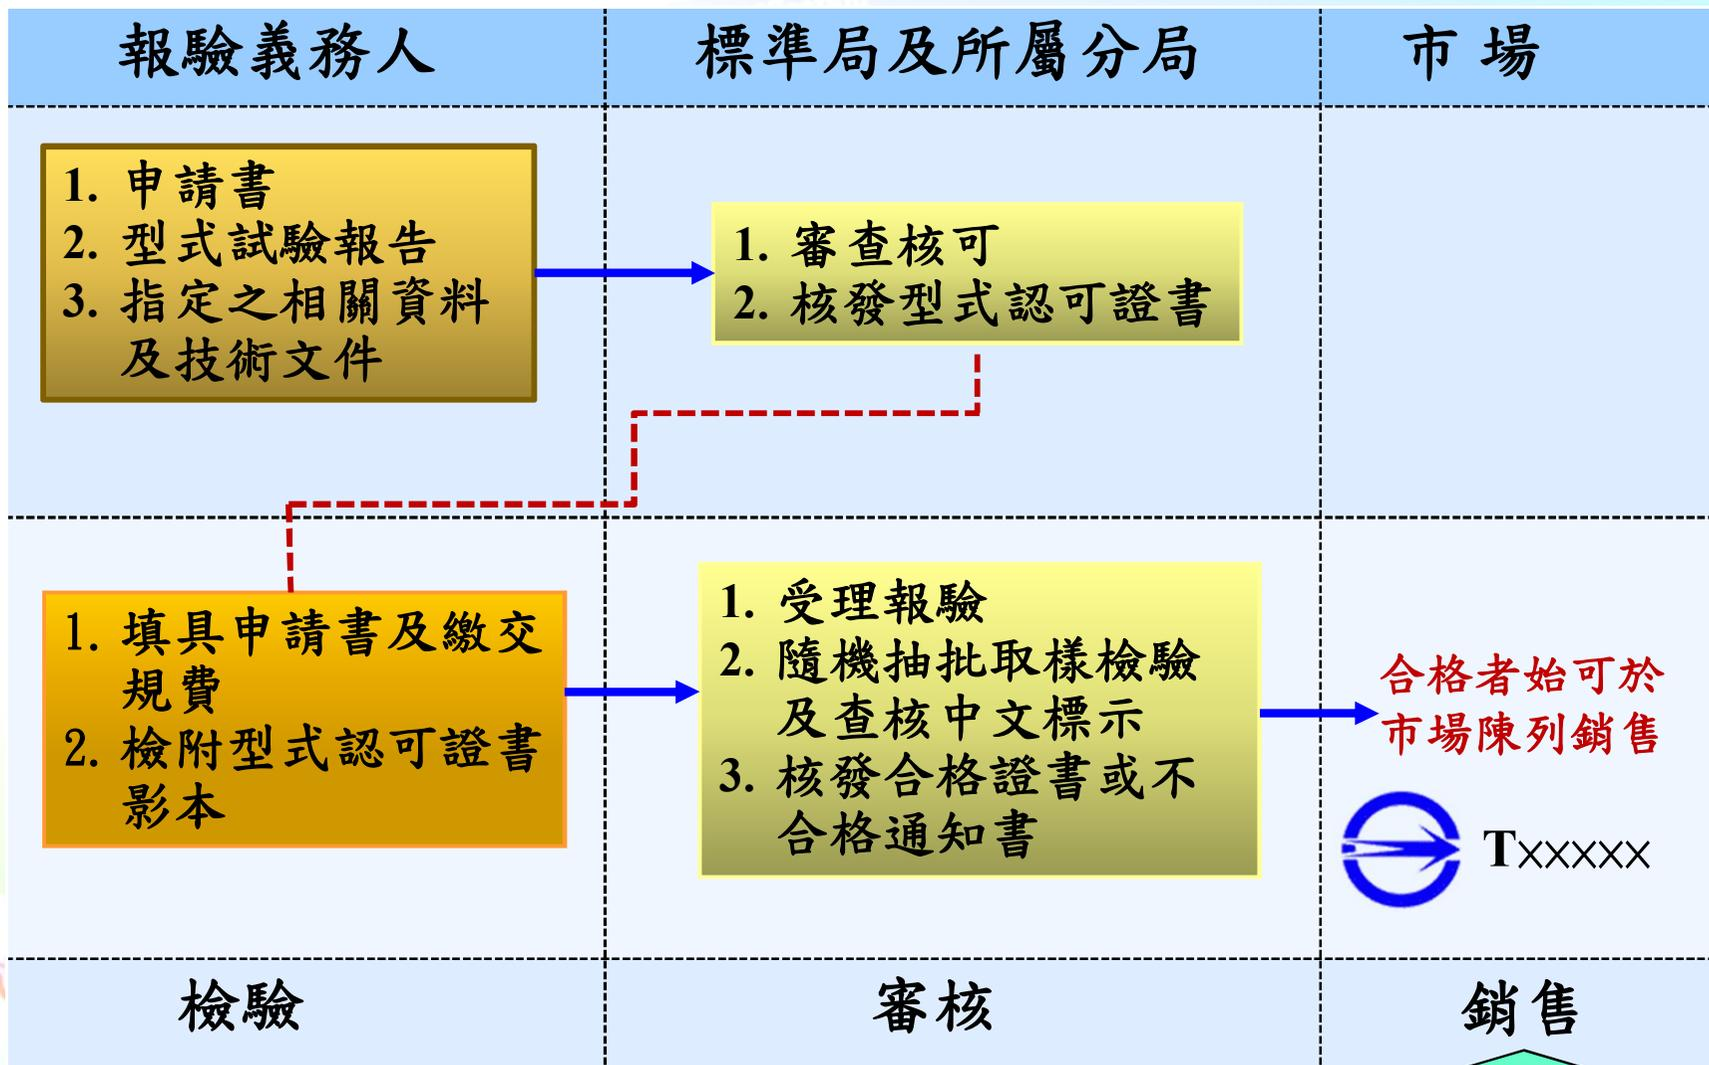 報驗義務人
標準局及所屬分局
市場
1. 申請書
2. 型式試驗報告
3. 指定之相關資料
及技術文件
1. 審查核可
2. 核發型式認可證書
1. 填具申請書及繳交
規費
2. 檢附型式認可證書
影本
1. 受理報驗
2. 隨機抽批取樣檢驗
及查核中文標示
3. 核發合格證書或不
合格通知書
合格者始可於
市場陳列銷售
Txxxxx
檢驗
審核
銷售